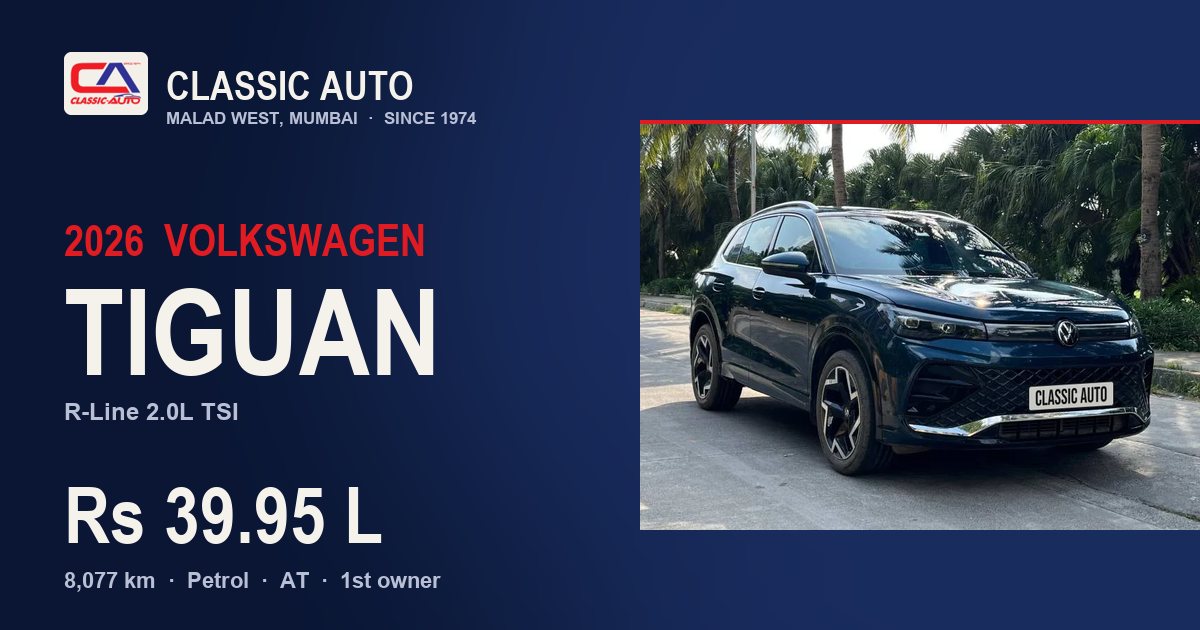 CA
CLASSIC-AUTO
CLASSIC AUTO
MALAD WEST, MUMBAI · SINCE 1974
2026 VOLKSWAGEN
TIGUAN
R-Line 2.0L TSI
Rs 39.95 L
8,077 km · Petrol · AT · 1st owner
CLASSIC AUTO